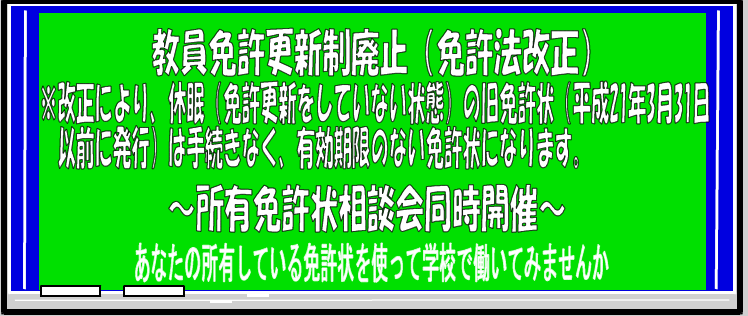 教員免許更新制廃止（免許法改正）
※改正により、休眠（免許更新をしていない状態）の旧免許状（平成21年3月31日
以前に発行）は手続きなく、有効期限のない免許状になります。
～所有免許状相談会同時開催～
あなたの所有している免許状を使って学校で働いてみませんか